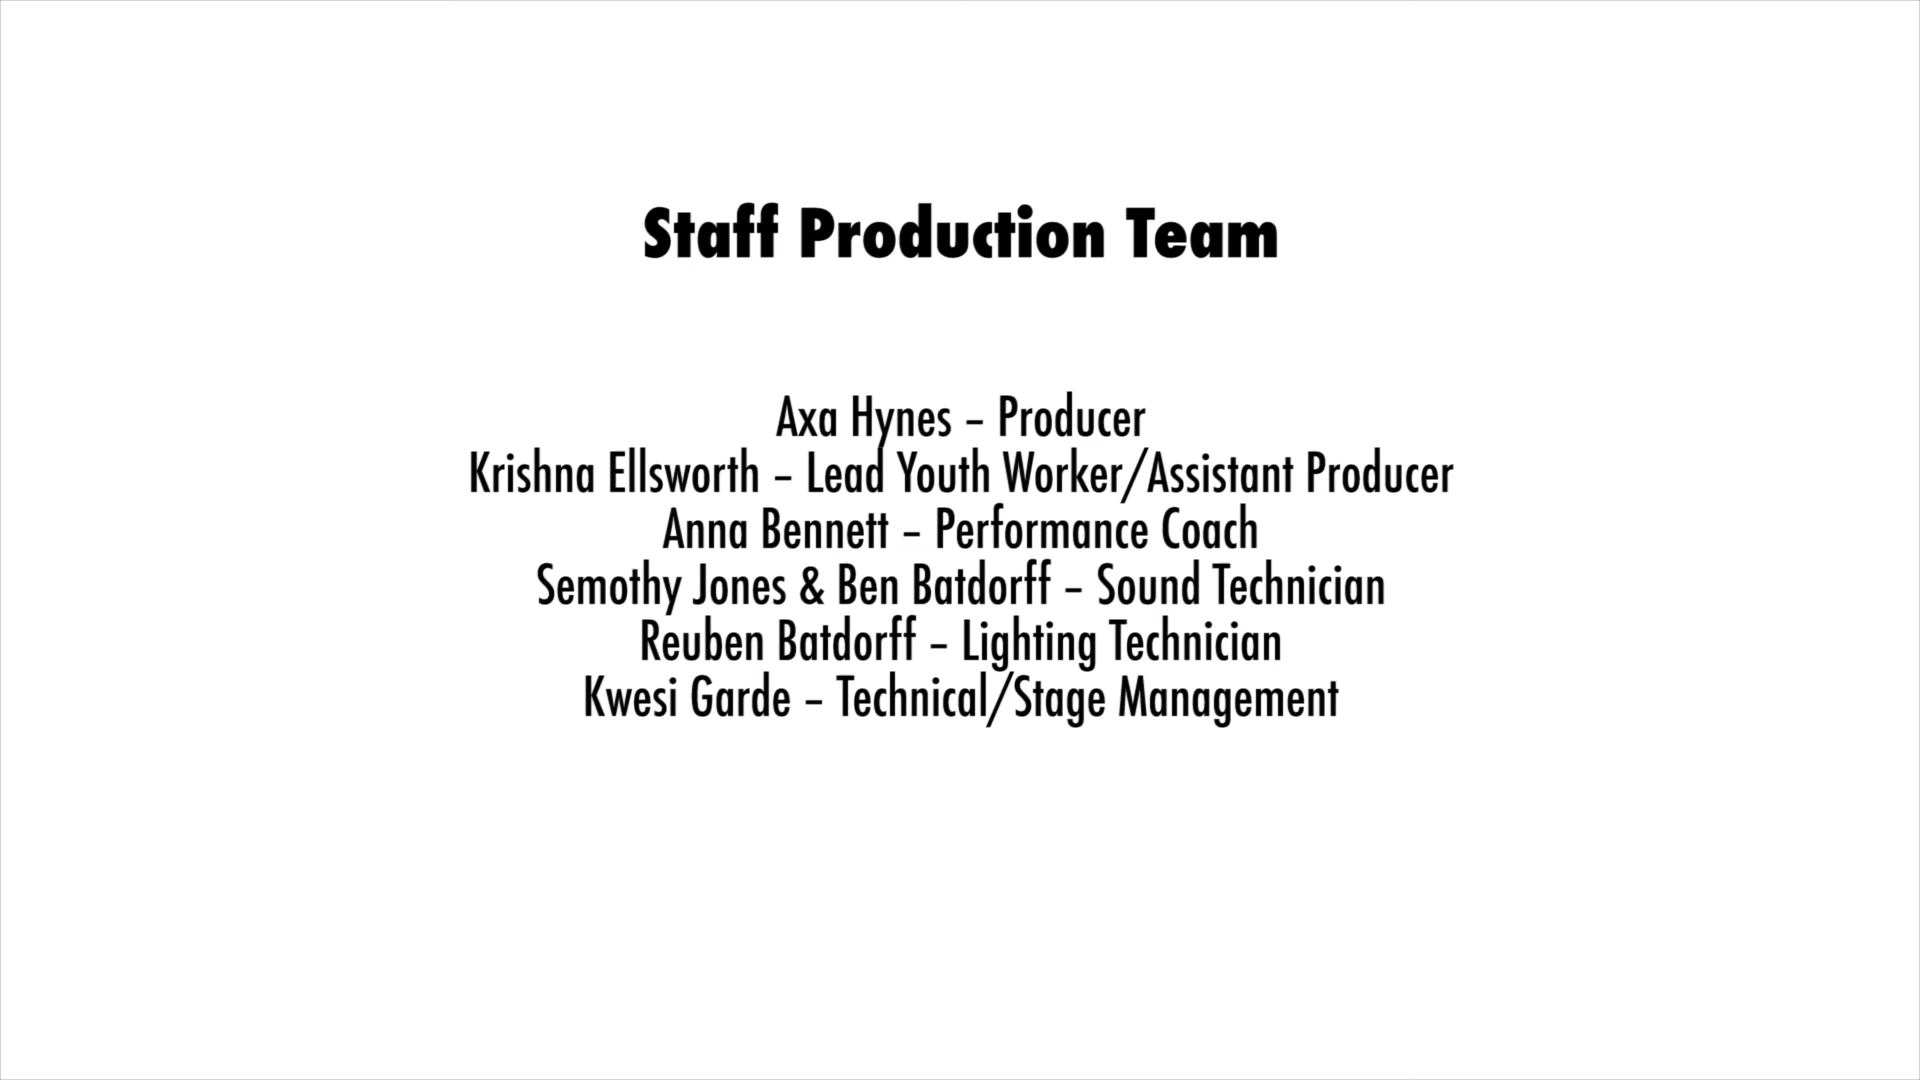 Staff Production Team
Axa Hynes – Producer
Krishna Ellsworth – Lead Youth Worker/Assistant Producer
Anna Bennett – Performance Coach
Semothy Jones & Ben Batdorff – Sound Technician
Reuben Batdorff – Lighting Technician
Kwesi Garde – Technical/Stage Management